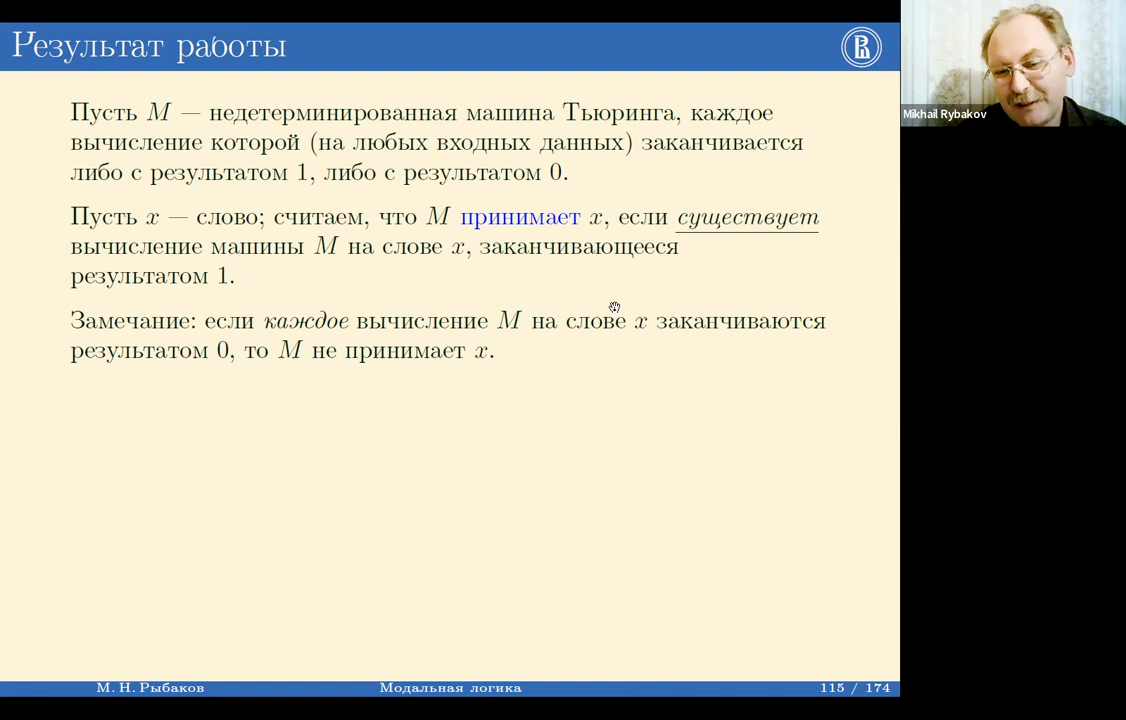 Результат работы
Mikhail Rybakov
Пусть M — недетерминированная машина Тьюринга, каждое
вычисление которой (на любых входных данных) заканчивается
либо с результатом 1, либо с результатом 0.
Пусть x — слово; считаем, что M принимает x, если существует
вычисление машины M на слове x, заканчивающееся
результатом 1.
Замечание: если каждое вычисление M на слове x заканчиваются
результатом 0, то M не принимает x.
М. Н. Рыбаков Модальная логика 115 / 174